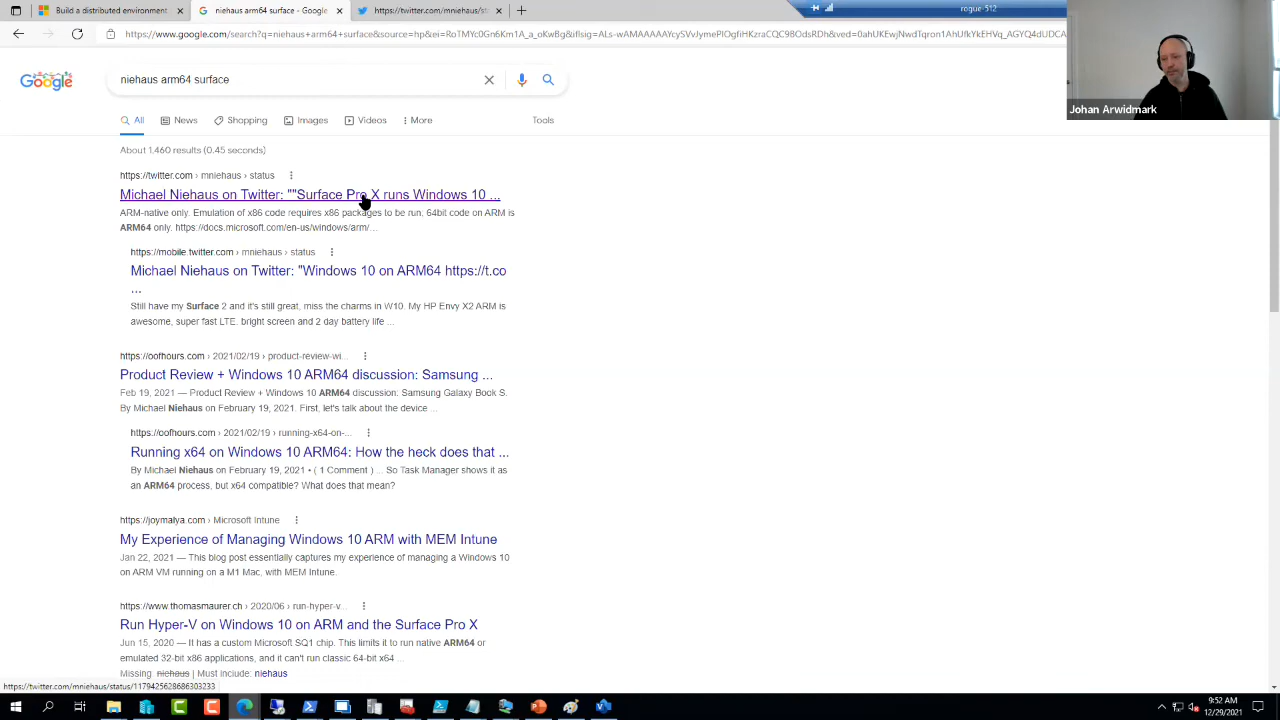 Build a distributed environment
niehaus arm64 surface - Google
https://twitter.com/mniehaus/sta
rogue-512
Johan Arwidmark
Google
niehaus arm64 surface
All
News
Shopping
Images
Videos
More
Tools
About 1,460 results (0.45 seconds)
https://twitter.com › mniehaus › status
Michael Niehaus on Twitter: ""Surface Pro X runs Windows 10 ...
ARM-native only. Emulation of x86 code requires x86 packages to be run, 64bit code on ARM is
ARM64 only. https://docs.microsoft.com/en-us/windows/arm/...
https://mobile.twitter.com › mniehaus › status
Michael Niehaus on Twitter: "Windows 10 on ARM64 https://t.co
...
Still have my Surface 2 and it's still great, miss the charms in W10. My HP Envy X2 ARM is
awesome, super fast LTE, bright screen and 2 day battery life ...
https://oofhours.com › 2021/02/19 › product-review-wi...
Product Review + Windows 10 ARM64 discussion: Samsung ...
Feb 19, 2021 — Product Review + Windows 10 ARM64 discussion: Samsung Galaxy Book S.
By Michael Niehaus on February 19, 2021. First, let's talk about the device ...
https://oofhours.com › 2021/02/19 › running-x64-on-...
Running x64 on Windows 10 ARM64: How the heck does that ...
By Michael Niehaus on February 19, 2021 • ( 1 Comment ) ... So Task Manager shows it as
an ARM64 process, but x64 compatible? What does that mean?
https://joymalya.com › Microsoft Intune
My Experience of Managing Windows 10 ARM with MEM Intune
Jan 22, 2021 — This blog post essentially captures my experience of managing a Windows 10
on ARM VM running on a M1 Mac, with MEM Intune.
https://www.thomasmaurer.ch › 2020/06 › run-hyper-v...
Run Hyper-V on Windows 10 on ARM and the Surface Pro X
Jun 15, 2020 — It has a custom Microsoft SQ1 chip. This limits it to run native ARM64 or
emulated 32-bit x86 applications, and it can't run classic 64-bit x64 ...
Missing: niehaus | Must include: niehaus
https://twitter.com/mniehaus/status/1179425628686303233
9:52 AM
12/29/2021